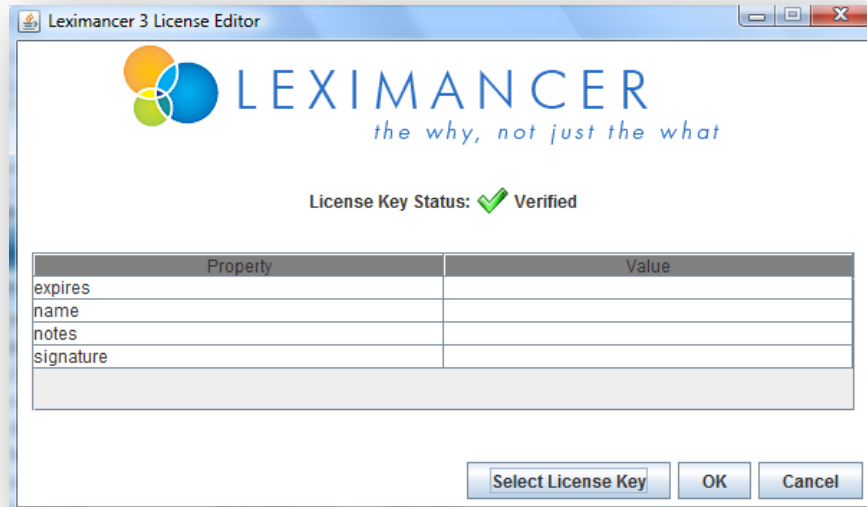 Leximancer 3 License Editor
LEXIMANCER
the why, not just the what
License Key Status: Verified
Property Value
expires
name
notes
signature
Select License Key OK Cancel